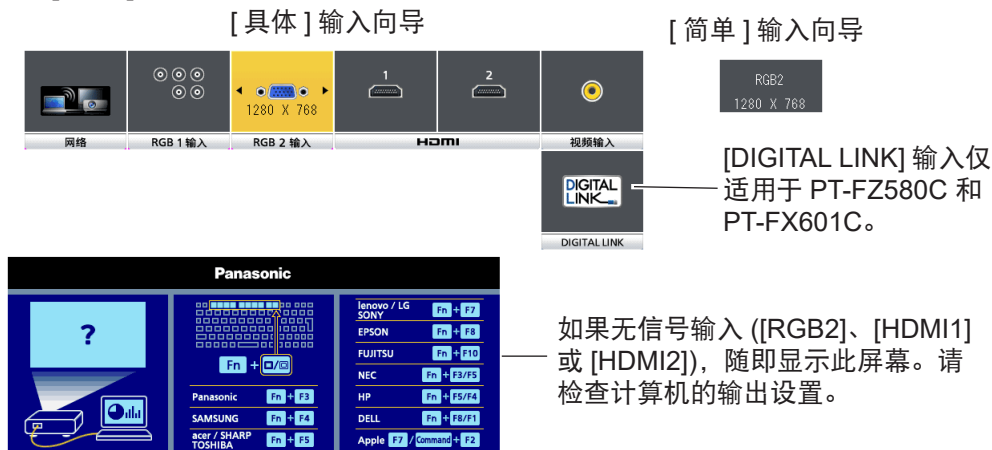 [ 具体 ] 输入向导
[ 简单 ] 输入向导
1
2
1280 X 768
RGB2
1280 X 768
网络
RGB 1 输入
RGB 2 输入
HDMI
视频输入
DIGITAL
LINK
DIGITAL LINK
[DIGITAL LINK] 输入仅
适用于 PT-FZ580C 和
PT-FX601C。
Panasonic
?
Fn + /
Panasonic Fn + F3
SAMSUNG Fn + F4
acer / SHARP
TOSHIBA Fn + F5
lenovo / LG
SONY Fn + F7
EPSON Fn + F8
FUJITSU Fn + F10
NEC Fn + F3/F5
HP Fn + F5/F4
DELL Fn + F8/F1
Apple F7 / Command + F2
如果无信号输入 ([RGB2]、[HDMI1]
或 [HDMI2])，随即显示此屏幕。请
检查计算机的输出设置。